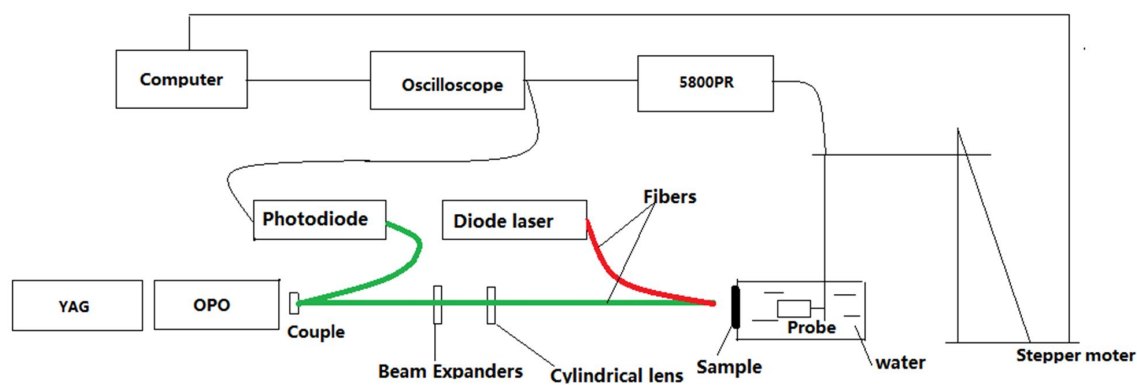 Computer
Oscilloscope
5800PR
Photodiode
Diode laser
Fibers
YAG
OPO
Couple
Beam Expanders
Cylindrical lens
Sample
Probe
water
Stepper moter